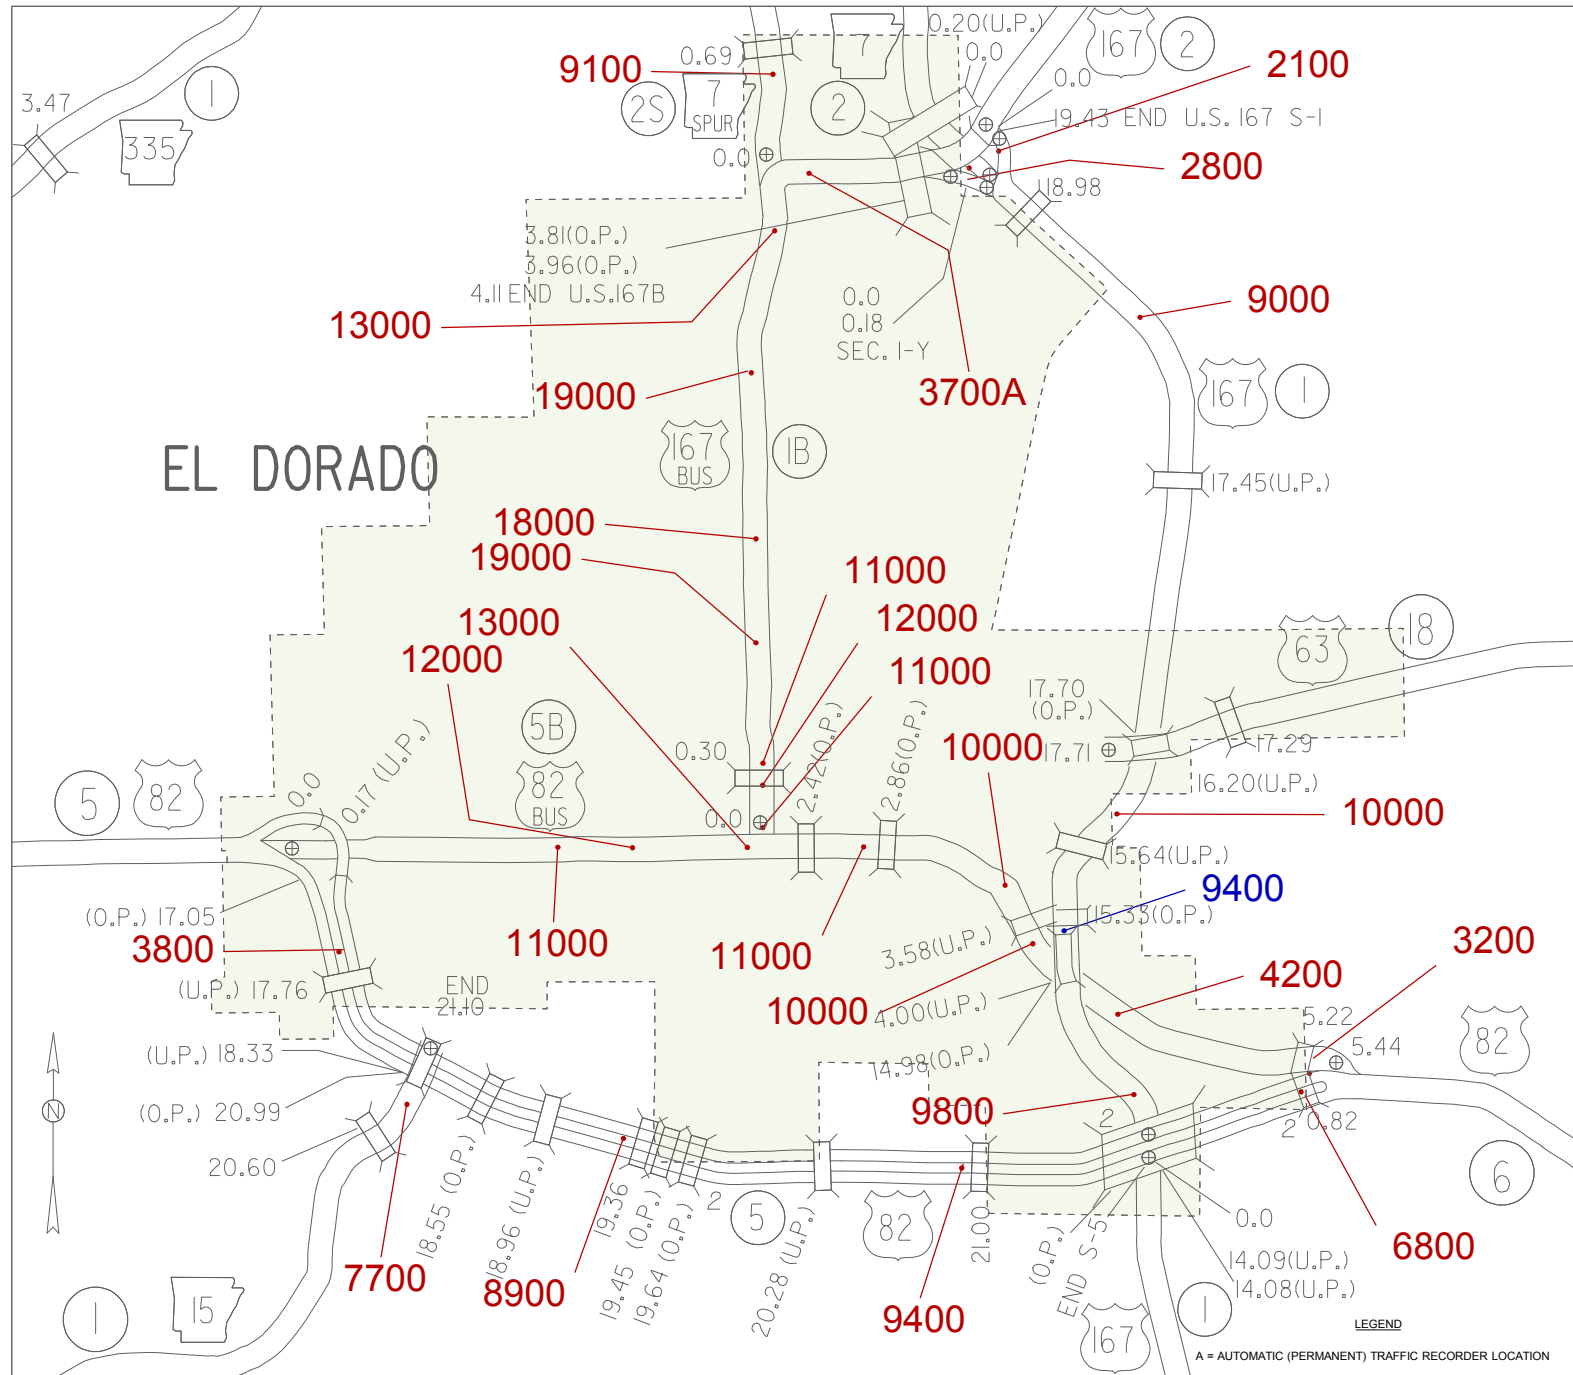 0.20(U.P.)
0.0
167
2
7
0.69
9100
2100
2S
7
SPUR
2
0.0
3.47
1
335
19.43 END U.S. 167 S-1
0.0
2800
18.98
3.81(O.P.)
3.96(O.P.)
4.11 END U.S.167B
0.0
0.18
SEC. 1-Y
9000
13000
19000
3700A
167
1
EL DORADO
167
BUS
1B
17.45(U.P.)
18000
19000
11000
13000
12000
12000
11000
63
18
17.70
(O.P.)
17.71
17.29
5B
82
BUS
0.30
0.0
2.42(O.P.)
2.86(O.P.)
10000
16.20(U.P.)
10000
5
82
0.0
0.17 (U.P.)
15.64(U.P.)
9400
15.33(O.P.)
(O.P.) 17.05
3800
11000
11000
3.58(U.P.)
3200
4200
(U.P.) 17.76
END
21.10
10000
4.00(U.P.)
14.98(O.P.)
5.22
5.44
82
(U.P.) 18.33
(O.P.) 20.99
20.60
9800
2
2
0.82
6
N
18.55 (O.P.)
18.96 (U.P.)
19.36
19.45 (O.P.)
19.64 (O.P.)
2
5
20.28 (U.P.)
82
21.00
(O.P.)
END S-5
0.0
14.09(U.P.)
14.08(U.P.)
6800
7700
8900
9400
1
15
167
1
LEGEND
A = AUTOMATIC (PERMANENT) TRAFFIC RECORDER LOCATION